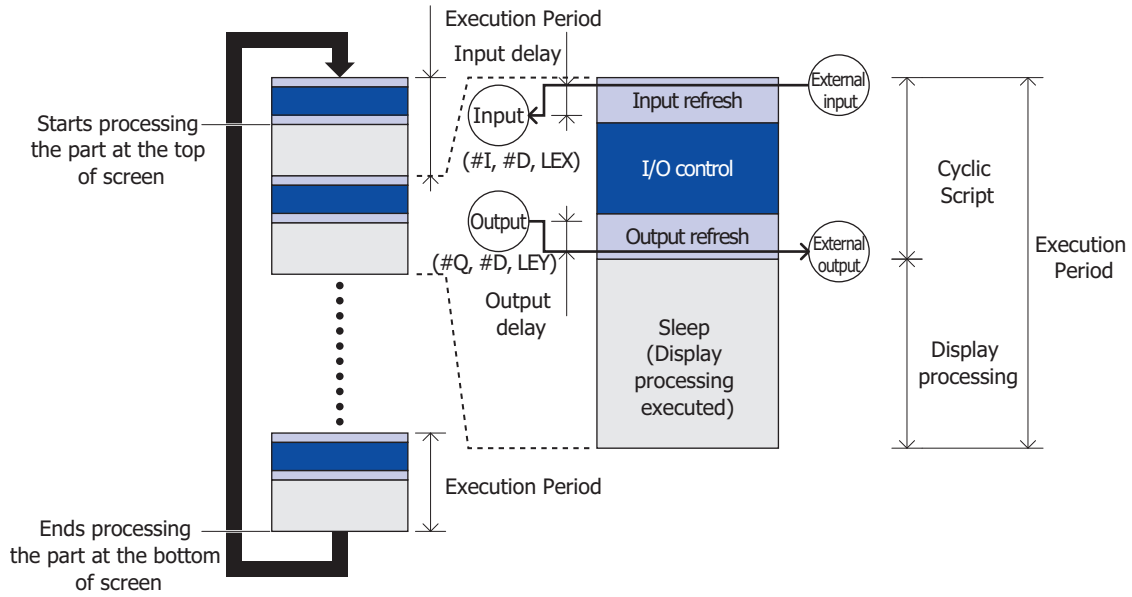 Execution Period
Input delay
External
input
Input refresh
Input
Starts processing
the part at the top
of screen
(#I, #D, LEX)
I/O control
Cyclic
Script
Output
Output refresh
External
output
Execution
Period
(#Q, #D, LEY)
Output
delay
Sleep
(Display
processing
executed)
Display
processing
Execution Period
Ends processing
the part at the bottom
of screen